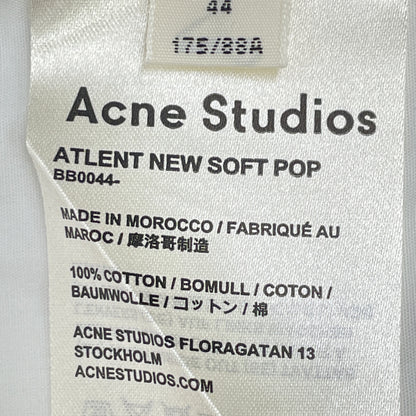 44
175/88A
Acne Studios
ATLENT NEW SOFT POP
BB0044-
MADE IN MOROCCO / FABRIQUÉ AU
MAROC / 摩洛哥制造
100% COTTON / BOMULL / COTON /
BAUMWOLLE / コットン / 棉
ACNE STUDIOS FLORAGATAN 13
STOCKHOLM
ACNESTUDIOS.COM